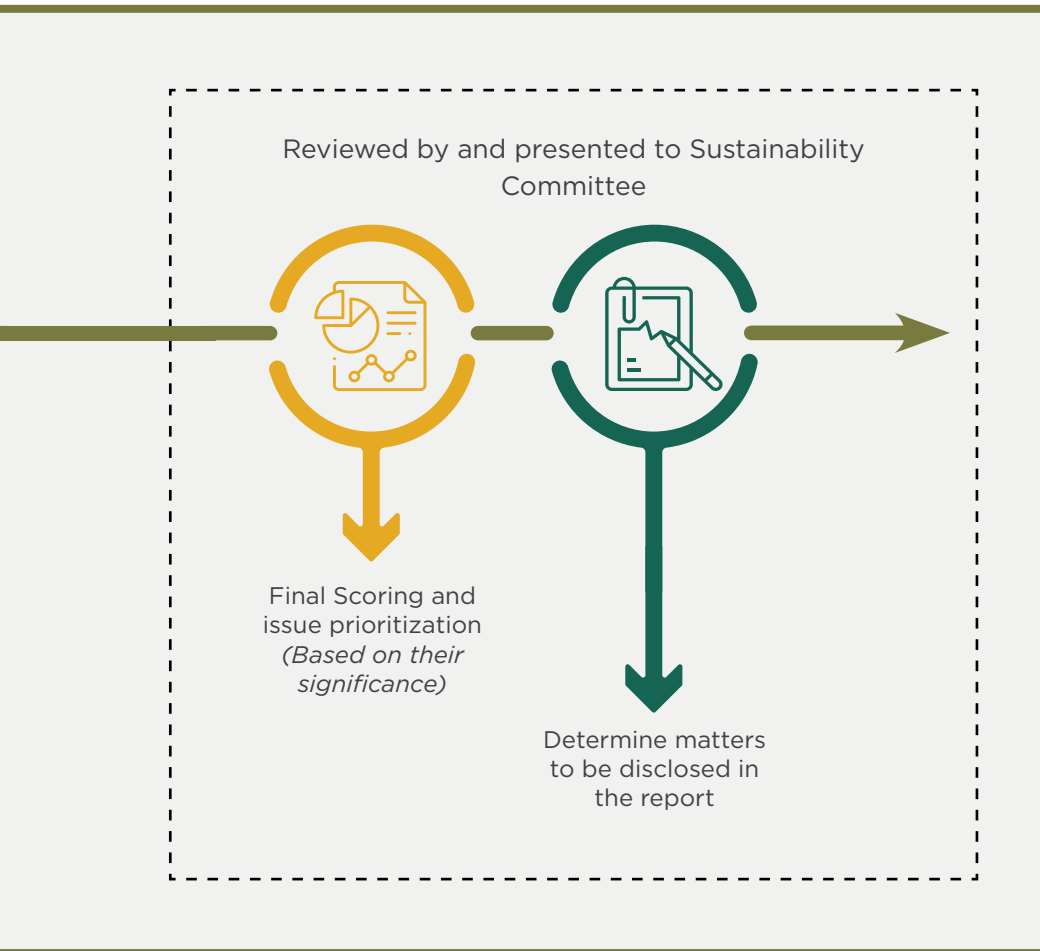 Reviewed by and presented to Sustainability
Committee
Final Scoring and
issue prioritization
(Based on their
significance)
Determine matters
to be disclosed in
the report